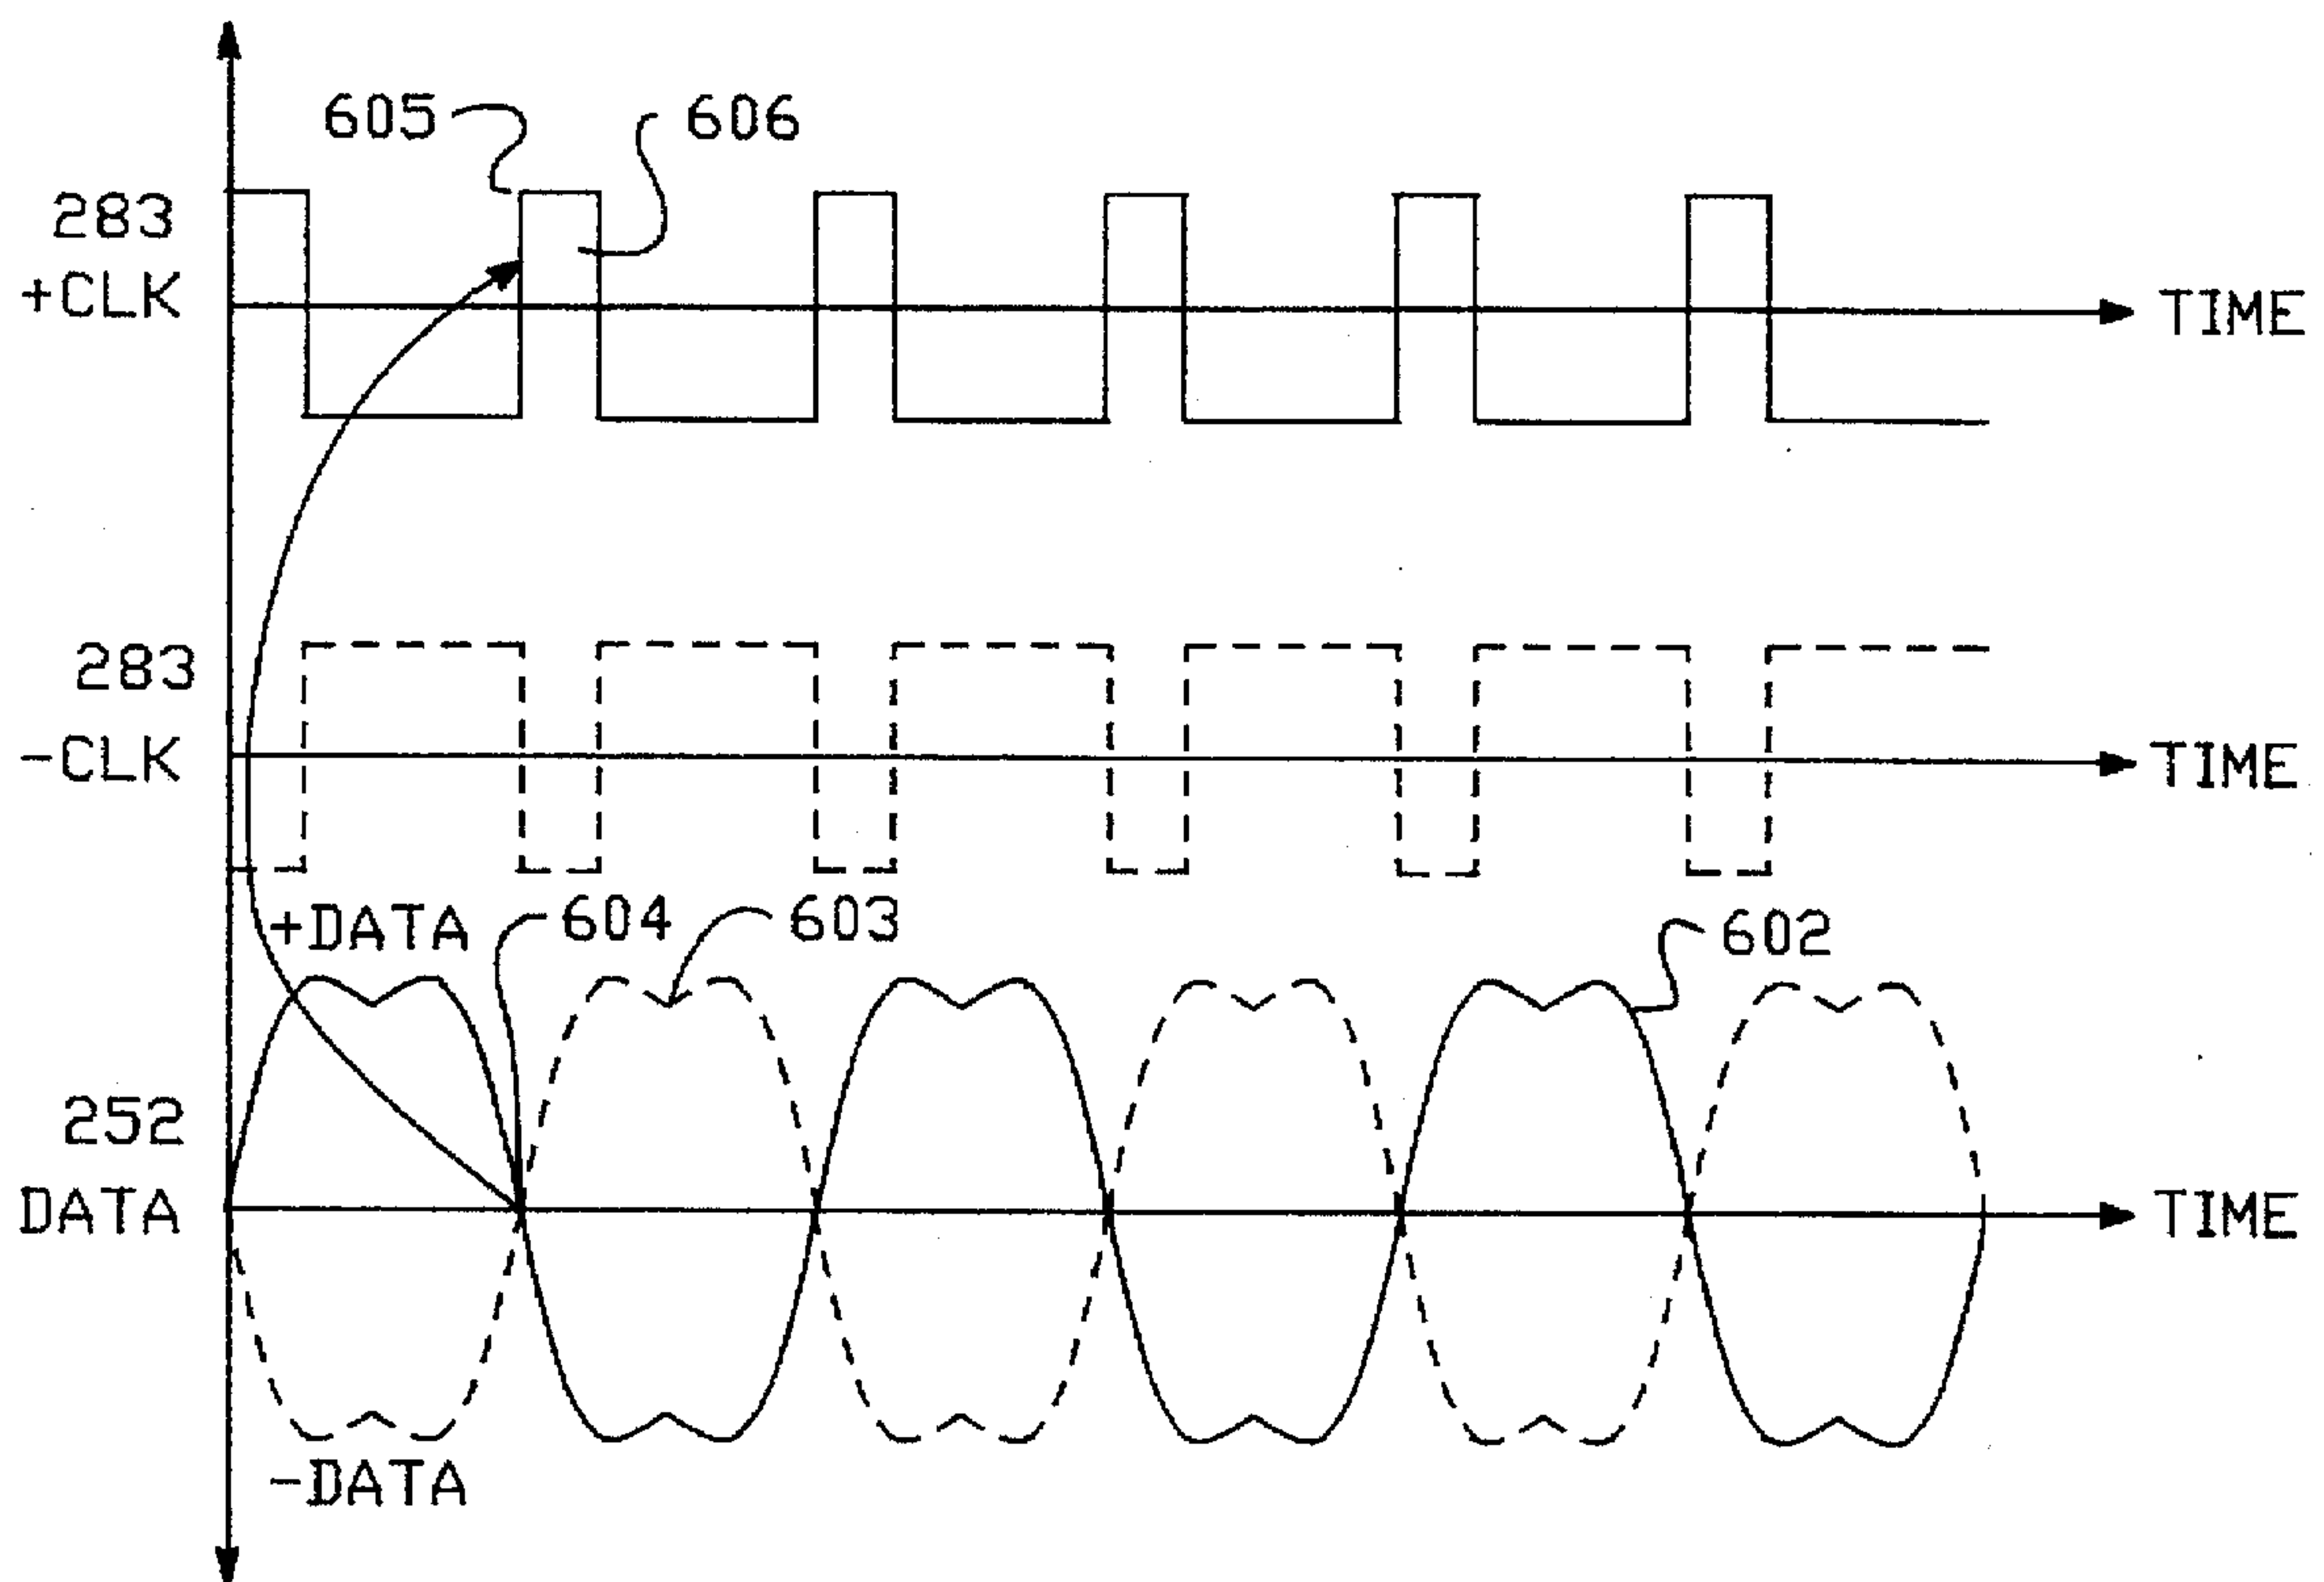 605
606
283
+CLK
TIME
283
-CLK
TIME
+DATA
604
603
602
252
DATA
TIME
-DATA